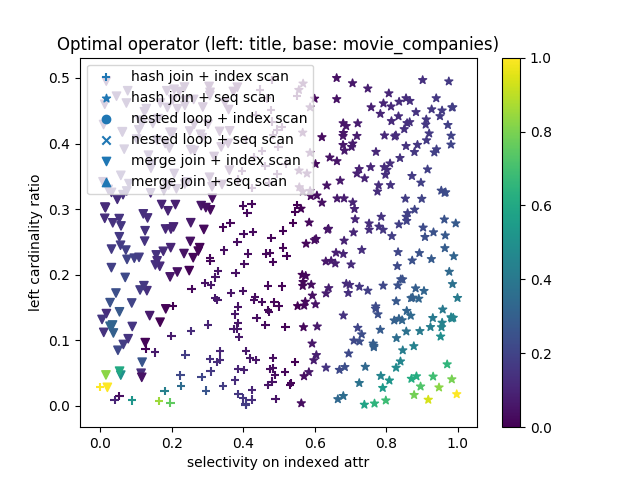 Optimal operator (left: title, base: movie_companies)
hash join + index scan
hash join + seq scan
nested loop + index scan
nested loop + seq scan
merge join + index scan
merge join + seq scan
left cardinality ratio
0.5
0.4
0.3
0.2
0.1
0.0
0.0 0.2 0.4 0.6 0.8 1.0
selectivity on indexed attr
1.0
0.8
0.6
0.4
0.2
0.0